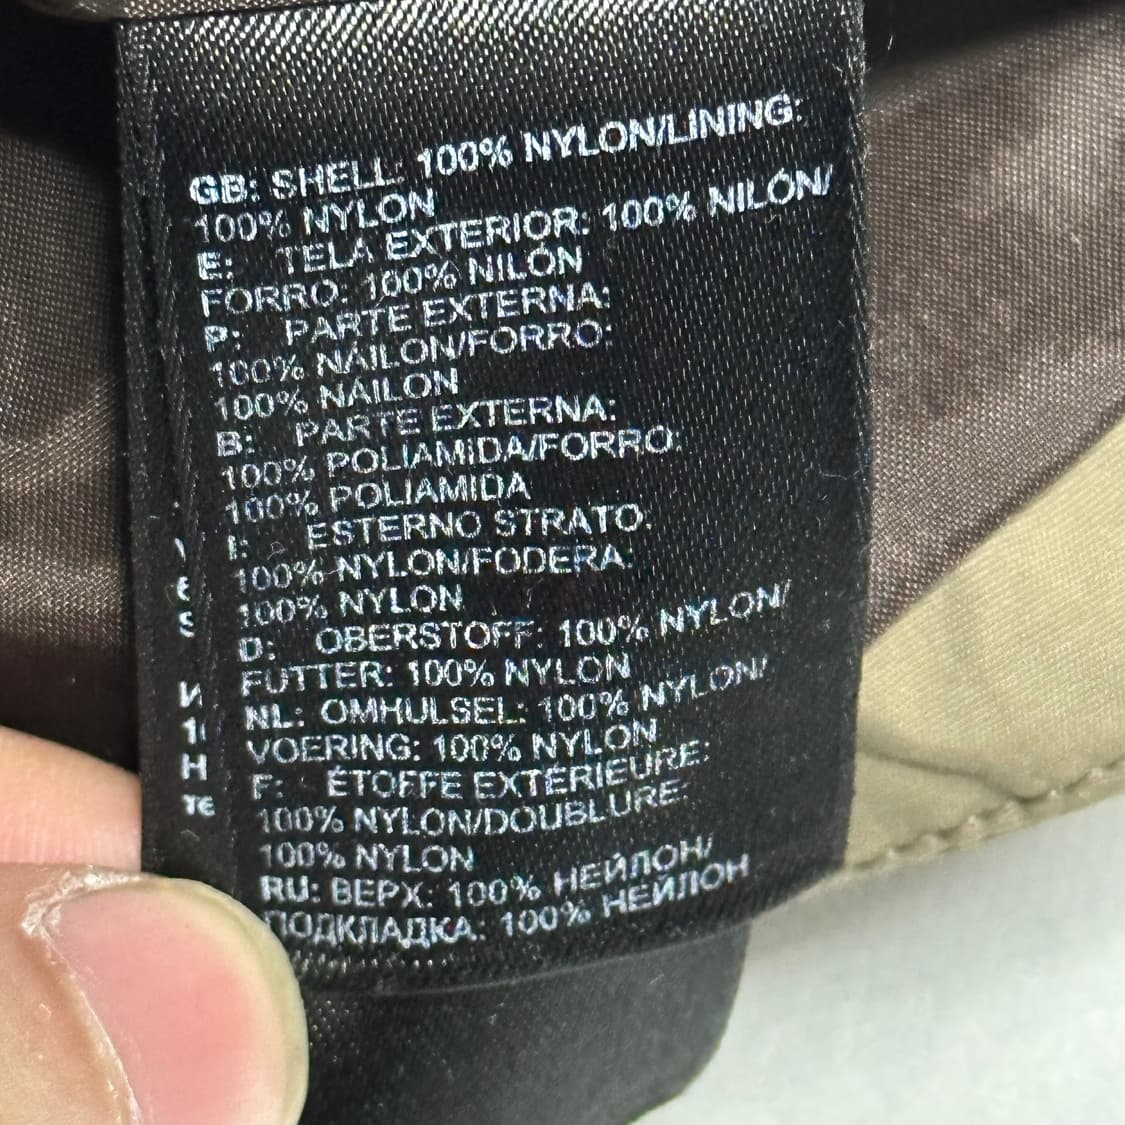 GB: SHELL: 100% NYLON/LINING:
100% NYLON
E: TELA EXTERIOR: 100% NILÓN/
FORRO: 100% NILÓN
P: PARTE EXTERNA:
100% NÁILON/FORRO:
100% NÁILON
B: PARTE EXTERNA:
100% POLIAMIDA/FORRO:
100% POLIAMIDA
I: ESTERNO STRATO:
100% NYLON/FODERA:
100% NYLON
D: OBERSTOFF: 100% NYLON/
FUTTER: 100% NYLON
NL: OMHULSEL: 100% NYLON/
VOERING: 100% NYLON
F: ÉTOFFE EXTÉRIEURE:
100% NYLON/DOUBLURE:
100% NYLON
RU: ВЕРХ: 100% НЕЙЛОН/
ПОДКЛАДКА: 100% НЕЙЛОН